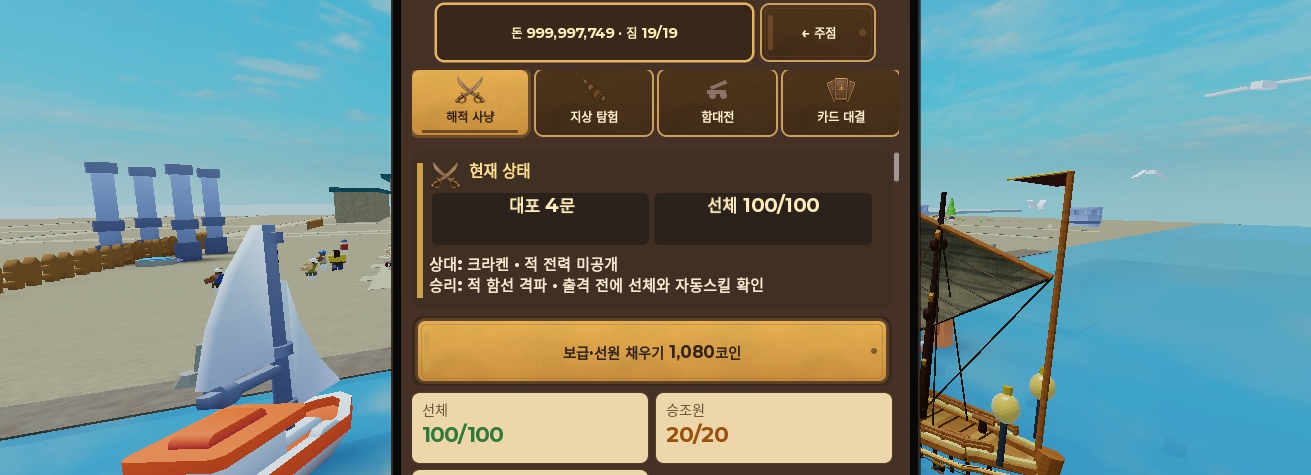 돈 999,997,749 · 짐 19/19
← 주점
해적 사냥
지상 탐험
함대전
카드 대결
현재 상태
대포 4문
선체 100/100
상대: 크라켄 • 적 전력 미공개
승리: 적 함선 격파 • 출격 전에 선체와 자동스킬 확인
보급·선원 채우기 1,080코인
선체
100/100
승조원
20/20